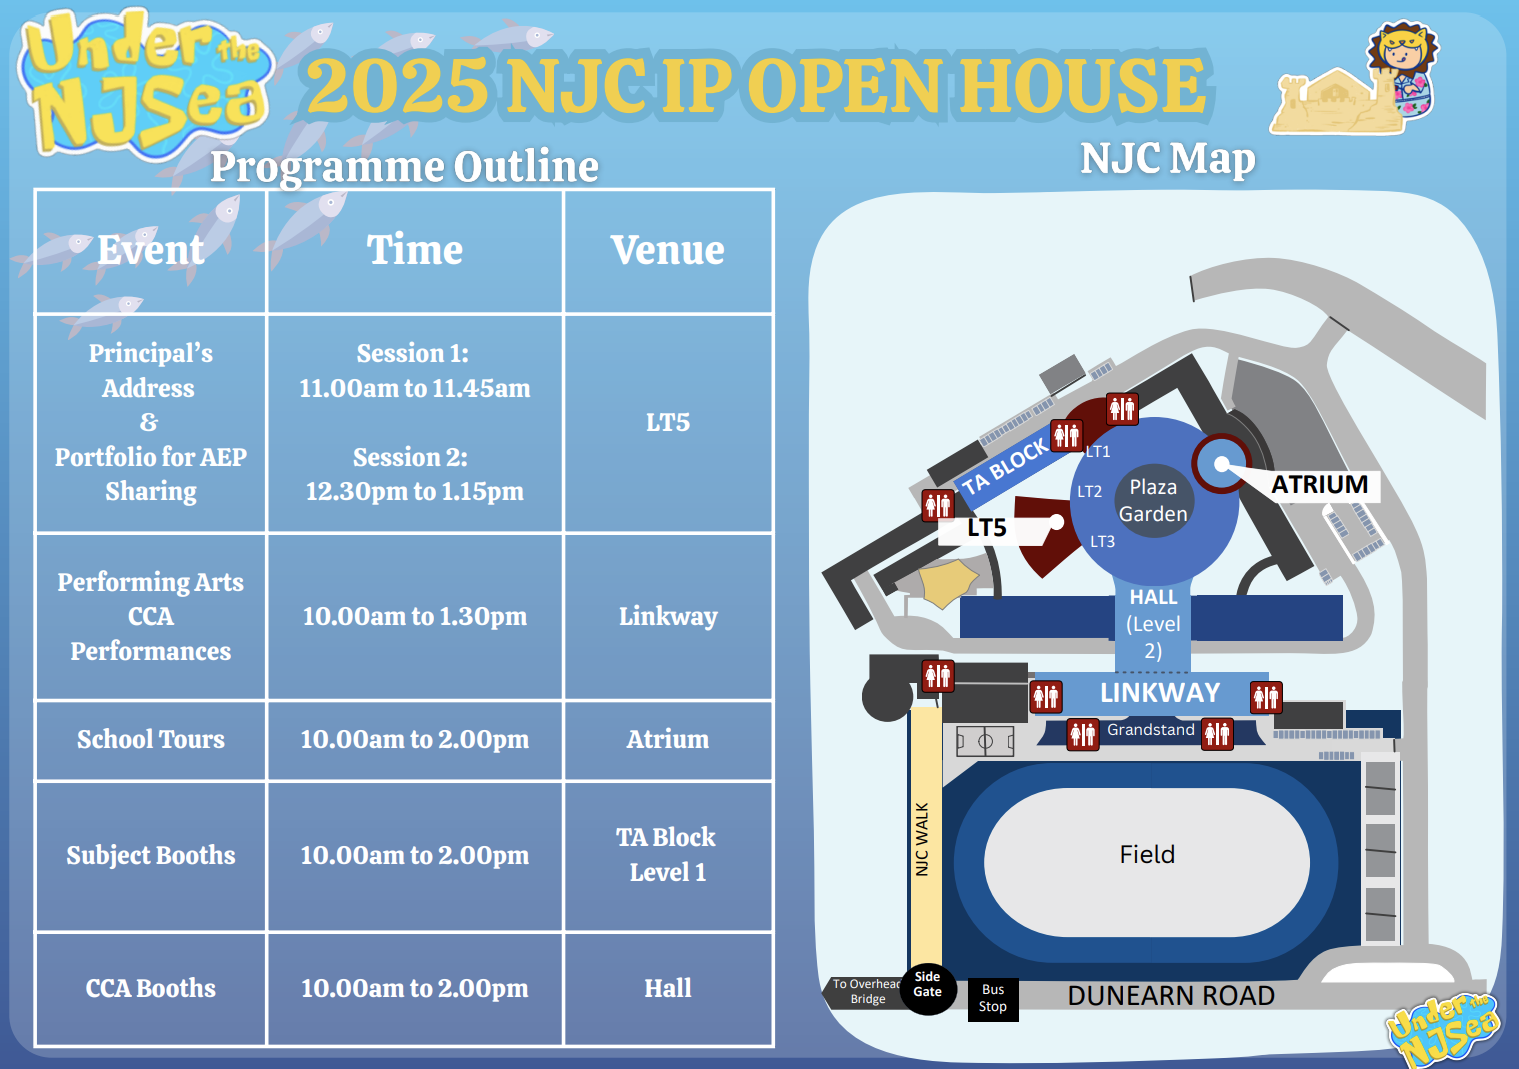 Under the
NJSea
2025 NJC IP OPEN HOUSE
Programme Outline
Event
Time
Venue
Principal's
Address
&
Portfolio for AEP
Sharing
Session 1:
11.00am to 11.45am
Session 2:
12.30pm to 1.15pm
LT5
Performing Arts
CCA
Performances
10.00am to 1.30pm
Linkway
School Tours
10.00am to 2.00pm
Atrium
Subject Booths
10.00am to 2.00pm
TA Block
Level 1
CCA Booths
10.00am to 2.00pm
Hall
NJC Map
TA BLOCK
LT1
LT2
LT3
Plaza
Garden
ATRIUM
LT5
HALL
(Level
2)
LINKWAY
Grandstand
NJC WALK
Field
To Overhead
Bridge
Side
Gate
Bus
Stop
DUNEARN ROAD
Under the
NJSea